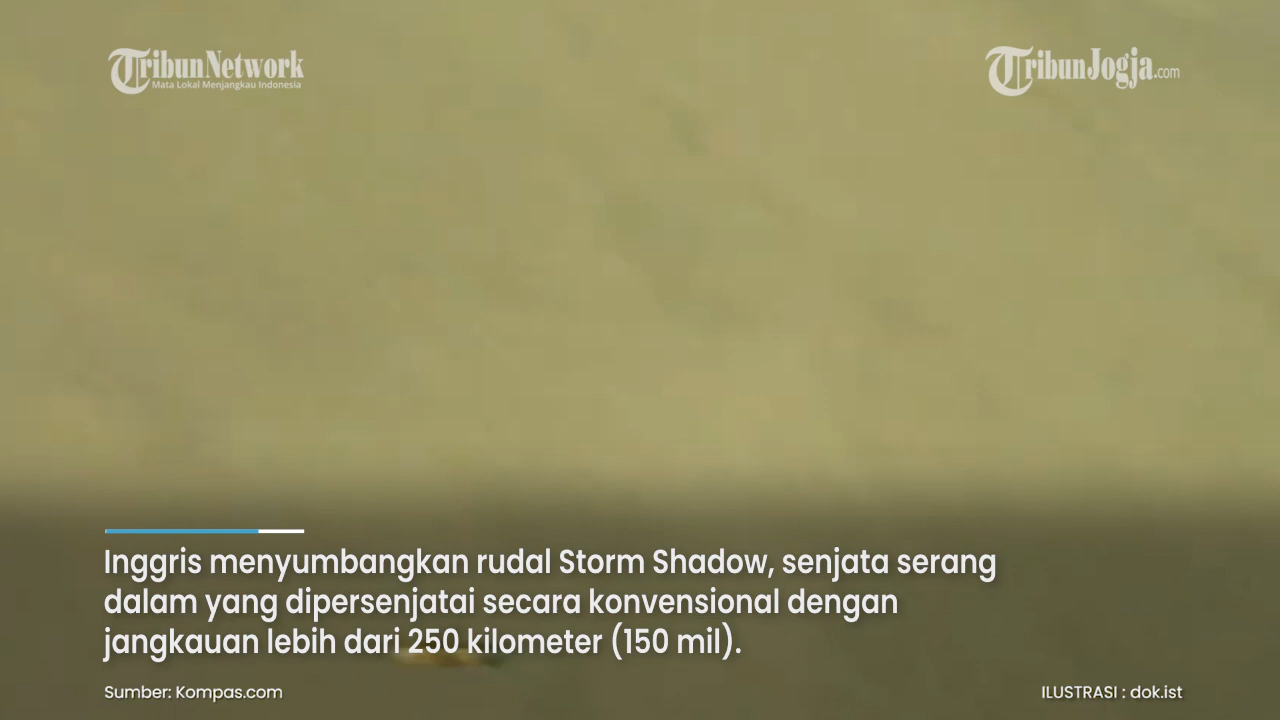 TribunNetwork
Mata Lokal Menjangkau Indonesia
TribunJogja.com
Inggris menyumbangkan rudal Storm Shadow, senjata serang
dalam yang dipersenjatai secara konvensional dengan
jangkauan lebih dari 250 kilometer (150 mil).
Sumber: Kompas.com
ILUSTRASI : dok.ist